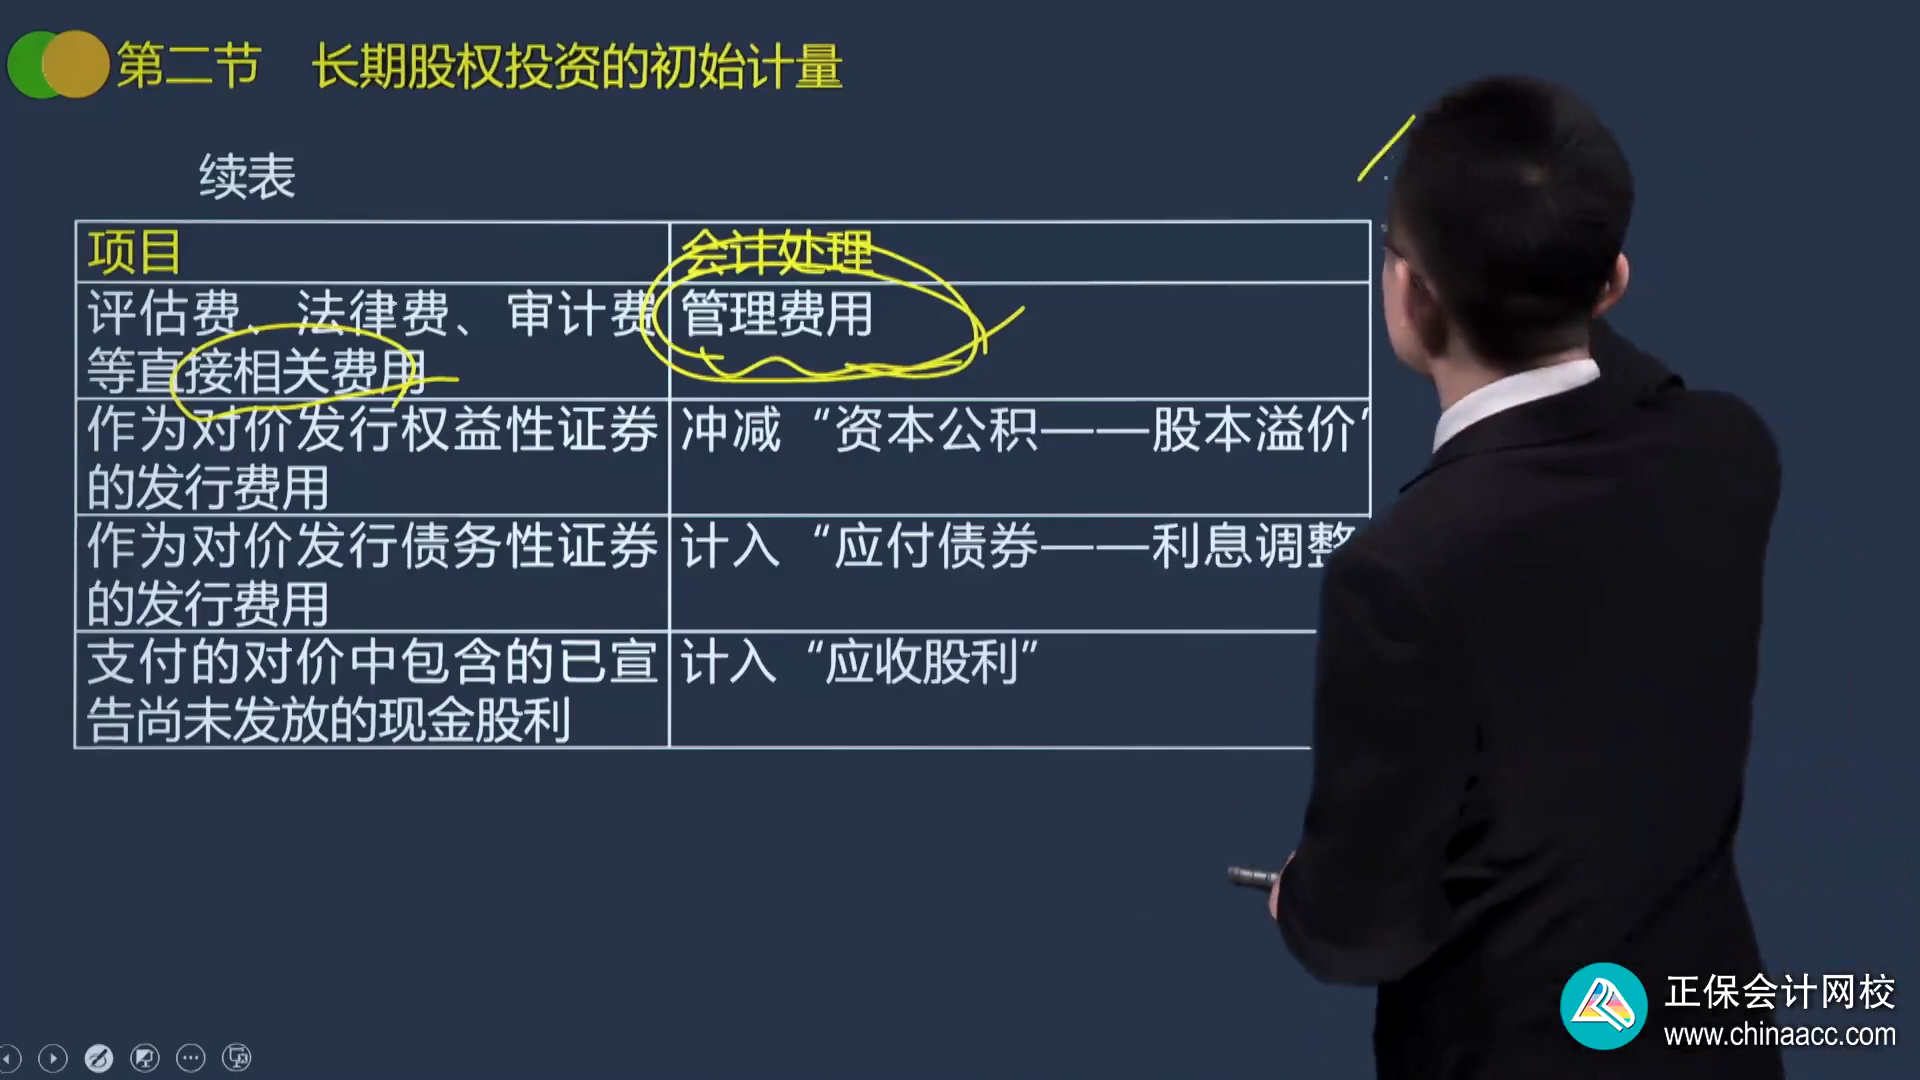 第二节 长期股权投资的初始计量
续表
项目 会计处理
评估费、法律费、审计费 管理费用
等直接相关费用
作为对价发行权益性证券 冲减“资本公积——股本溢价”
的发行费用
作为对价发行债务性证券 计入“应付债券——利息调整
的发行费用
支付的对价中包含的已宣 计入“应收股利”
告尚未发放的现金股利
正保会计网校
www.chinaacc.com